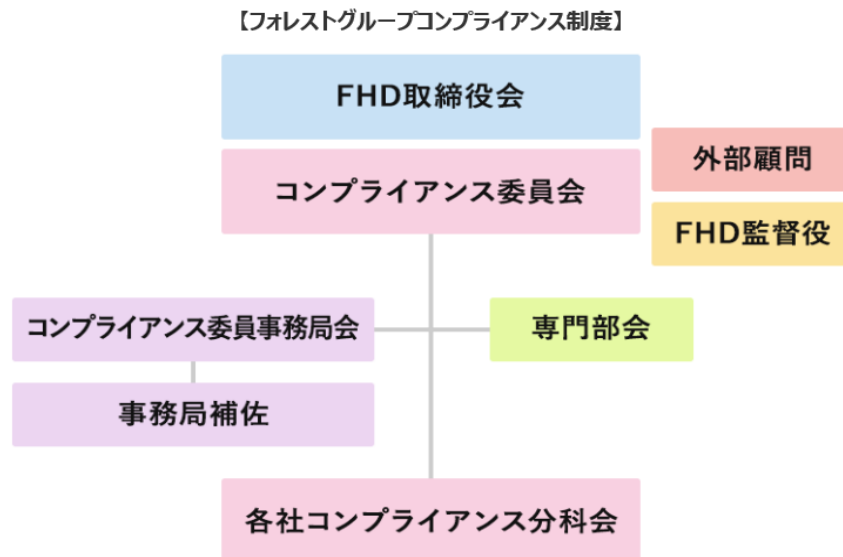 【フォレストグループコンプライアンス制度】
FHD取締役会
コンプライアンス委員会
外部顧問
FHD監督役
コンプライアンス委員事務局会
専門部会
事務局補佐
各社コンプライアンス分科会